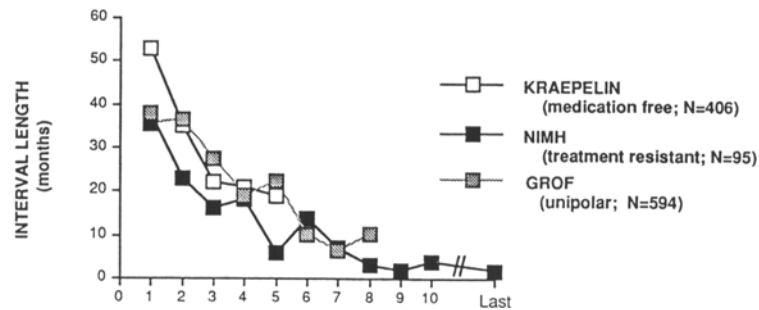 60
50
40
30
20
10
0
INTERVAL LENGTH
(months)
0 1 2 3 4 5 6 7 8 9 10 Last
KRAEPELIN
(medication free; N=406)
NIMH
(treatment resistant; N=95)
GROF
(unipolar; N=594)